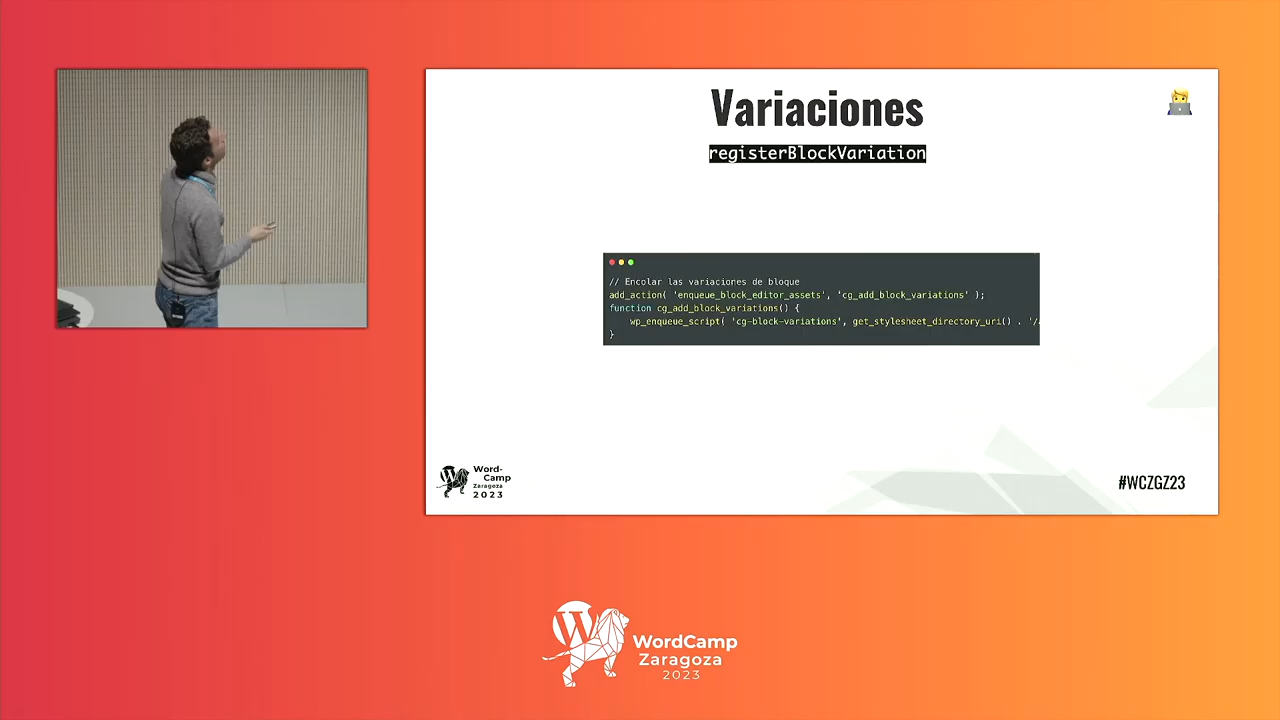 Variaciones
registerBlockVariation
// Encolar las variaciones de bloque
add_action( 'enqueue_block_editor_assets', 'cg_add_block_variations' );
function cg_add_block_variations() {
wp_enqueue_script( 'cg-block-variations', get_stylesheet_directory_uri() . '/
}
Word-
Camp
Zaragoza
2023
#WCZGZ23
WordCamp
Zaragoza
2023